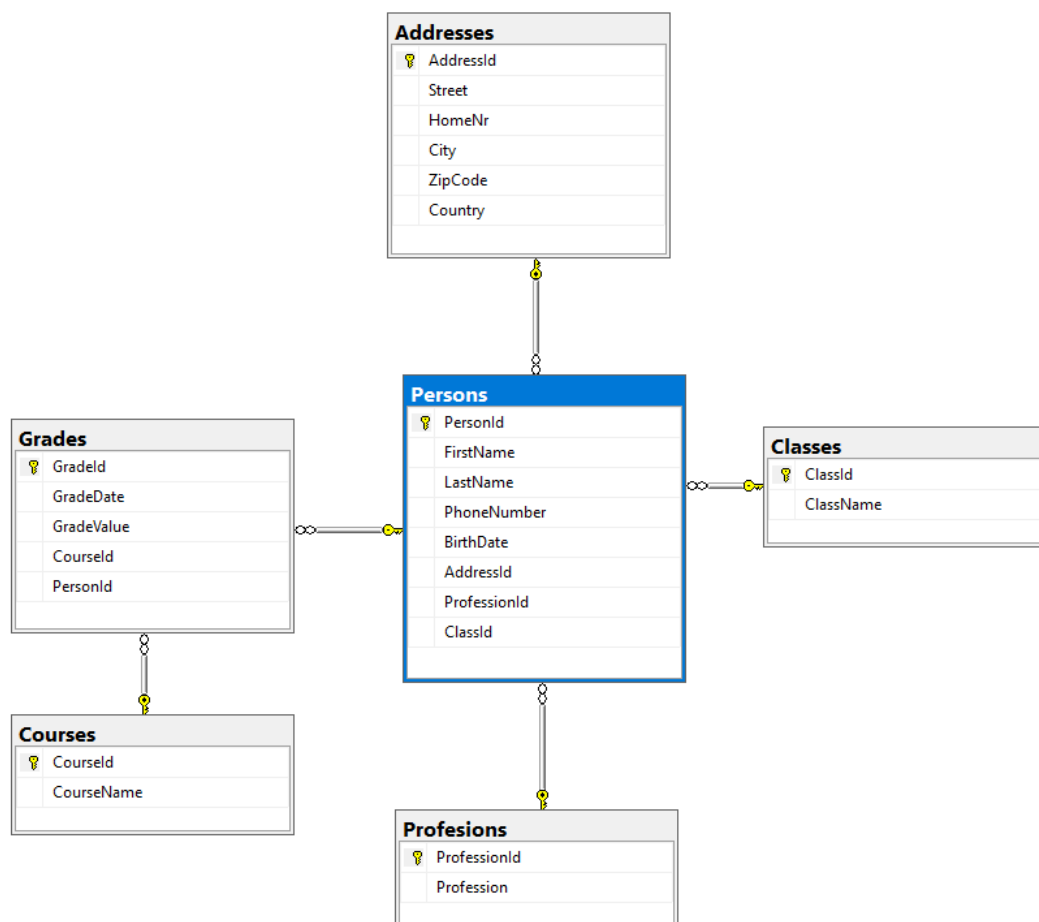 Addresses
AddressId
Street
HomeNr
City
ZipCode
Country
Persons
PersonId
FirstName
LastName
PhoneNumber
BirthDate
AddressId
ProfessionId
ClassId
Grades
GradeId
GradeDate
GradeValue
CourseId
PersonId
Classes
ClassId
ClassName
Courses
CourseId
CourseName
Profesions
ProfessionId
Profession